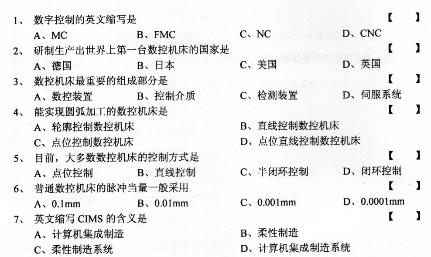 1、 数字控制的英文缩写是 【 】
A、MC B、FMC C、NC D、CNC
2、 研制生产出世界上第一台数控机床的国家是 【 】
A、德国 B、日本 C、美国 D、英国
3、 数控机床最重要的组成部分是 【 】
A、数控装置 B、控制介质 C、检测装置 D、伺服系统
4、 能实现圆弧加工的数控机床是 【 】
A、轮廓控制数控机床 B、直线控制数控机床
C、点位控制数控机床 D、点位直线控制数控机床
5、 目前，大多数数控机床的控制方式是 【 】
A、点位控制 B、直线控制 C、半闭环控制 D、闭环控制
6、 普通数控机床的脉冲当量一般采用 【 】
A、0.1mm B、0.01mm C、0.001mm D、0.0001mm
7、 英文缩写 CIMS 的含义是 【 】
A、计算机集成制造 B、柔性制造
C、柔性制造系统 D、计算机集成制造系统